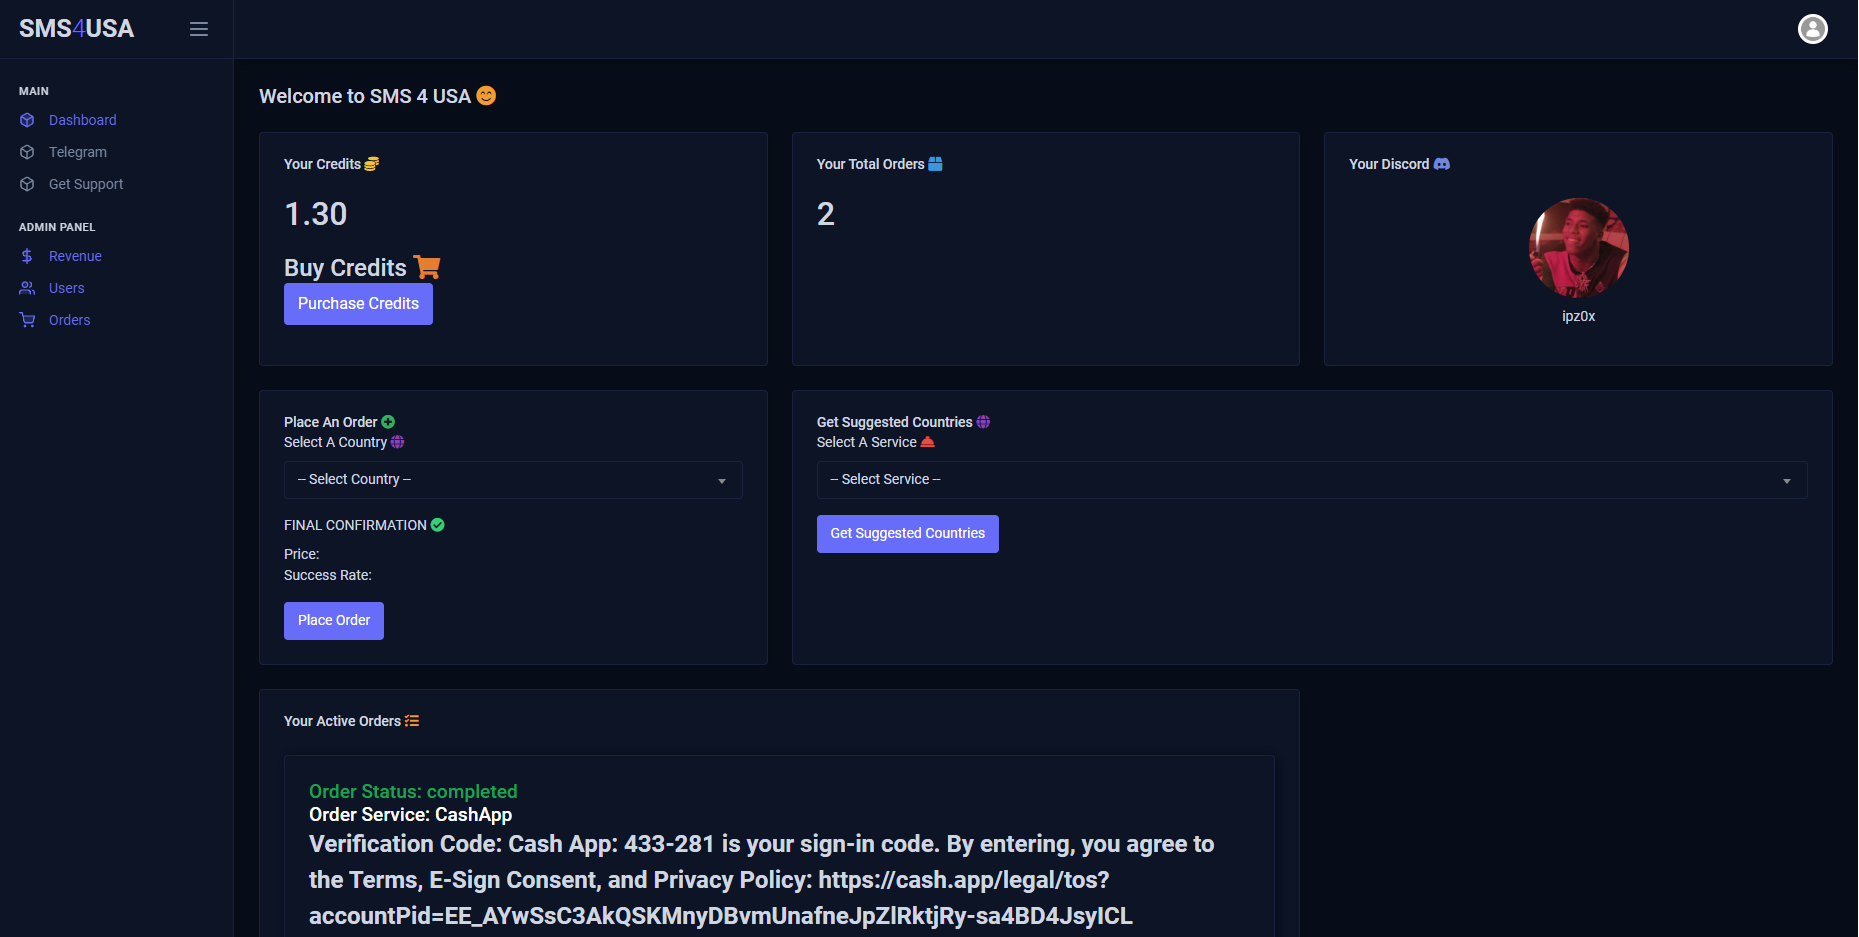 SMS4USA
MAIN
Dashboard
Telegram
Get Support
ADMIN PANEL
Revenue
Users
Orders
Welcome to SMS 4 USA
Your Credits
1.30
Buy Credits
Purchase Credits
Your Total Orders
2
Your Discord
ipz0x
Place An Order
Select A Country
-- Select Country --
FINAL CONFIRMATION
Price:
Success Rate:
Place Order
Get Suggested Countries
Select A Service
-- Select Service --
Get Suggested Countries
Your Active Orders
Order Status: completed
Order Service: CashApp
Verification Code: Cash App: 433-281 is your sign-in code. By entering, you agree to
the Terms, E-Sign Consent, and Privacy Policy: https://cash.app/legal/tos?
accountPid=EE_AYwSsC3AkQSKMnyDBvmUnafneJpZlRktjRy-sa4BD4JsyICL